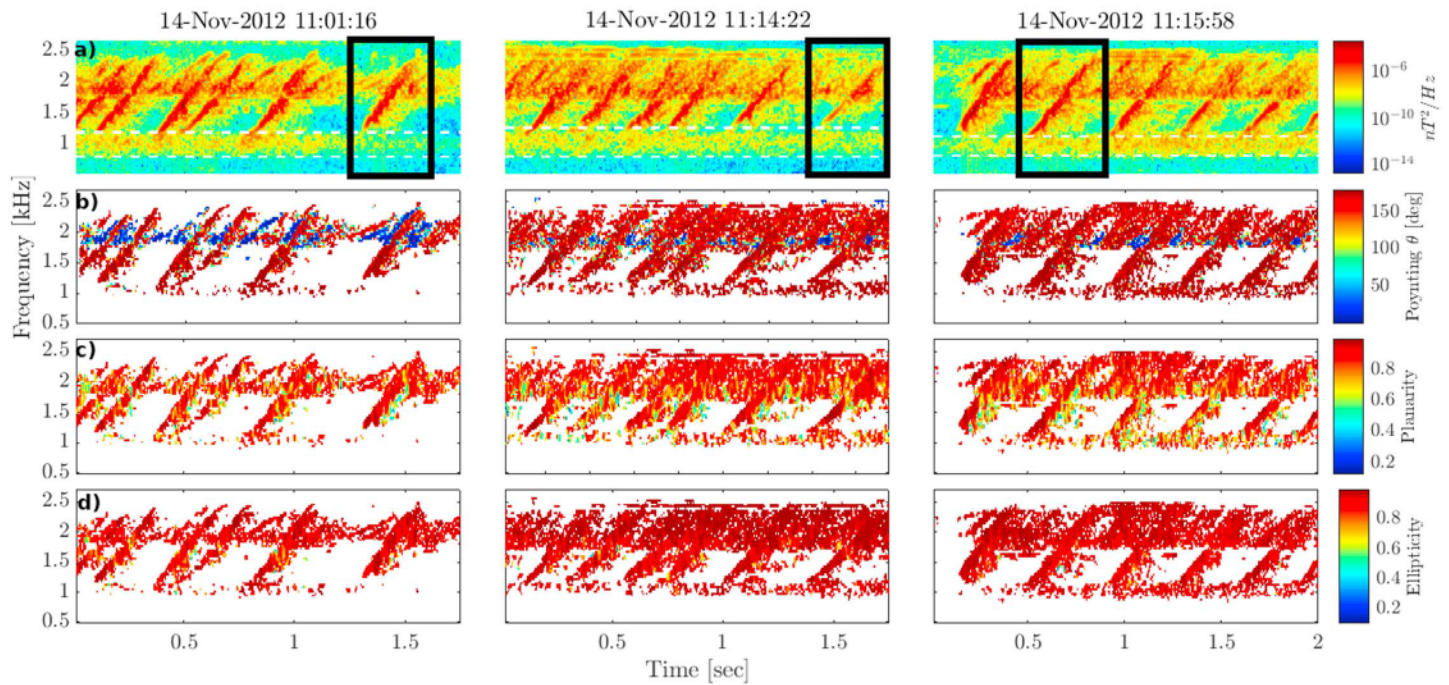 14-Nov-2012 11:01:16 14-Nov-2012 11:14:22 14-Nov-2012 11:15:58
a)
2.5
2
1.5
1
10^-6
10^-10
10^-14
nT^2/Hz
Frequency [kHz]
b)
2.5
2
1.5
1
0.5
150
100
50
Poynting θ [deg]
c)
2.5
2
1.5
1
0.5
0.8
0.6
0.4
0.2
Planarity
d)
2.5
2
1.5
1
0.5
0.8
0.6
0.4
0.2
Ellipticity
0.5 1 1.5 0.5 1 1.5 0.5 1.0 1.5 2
Time [sec]